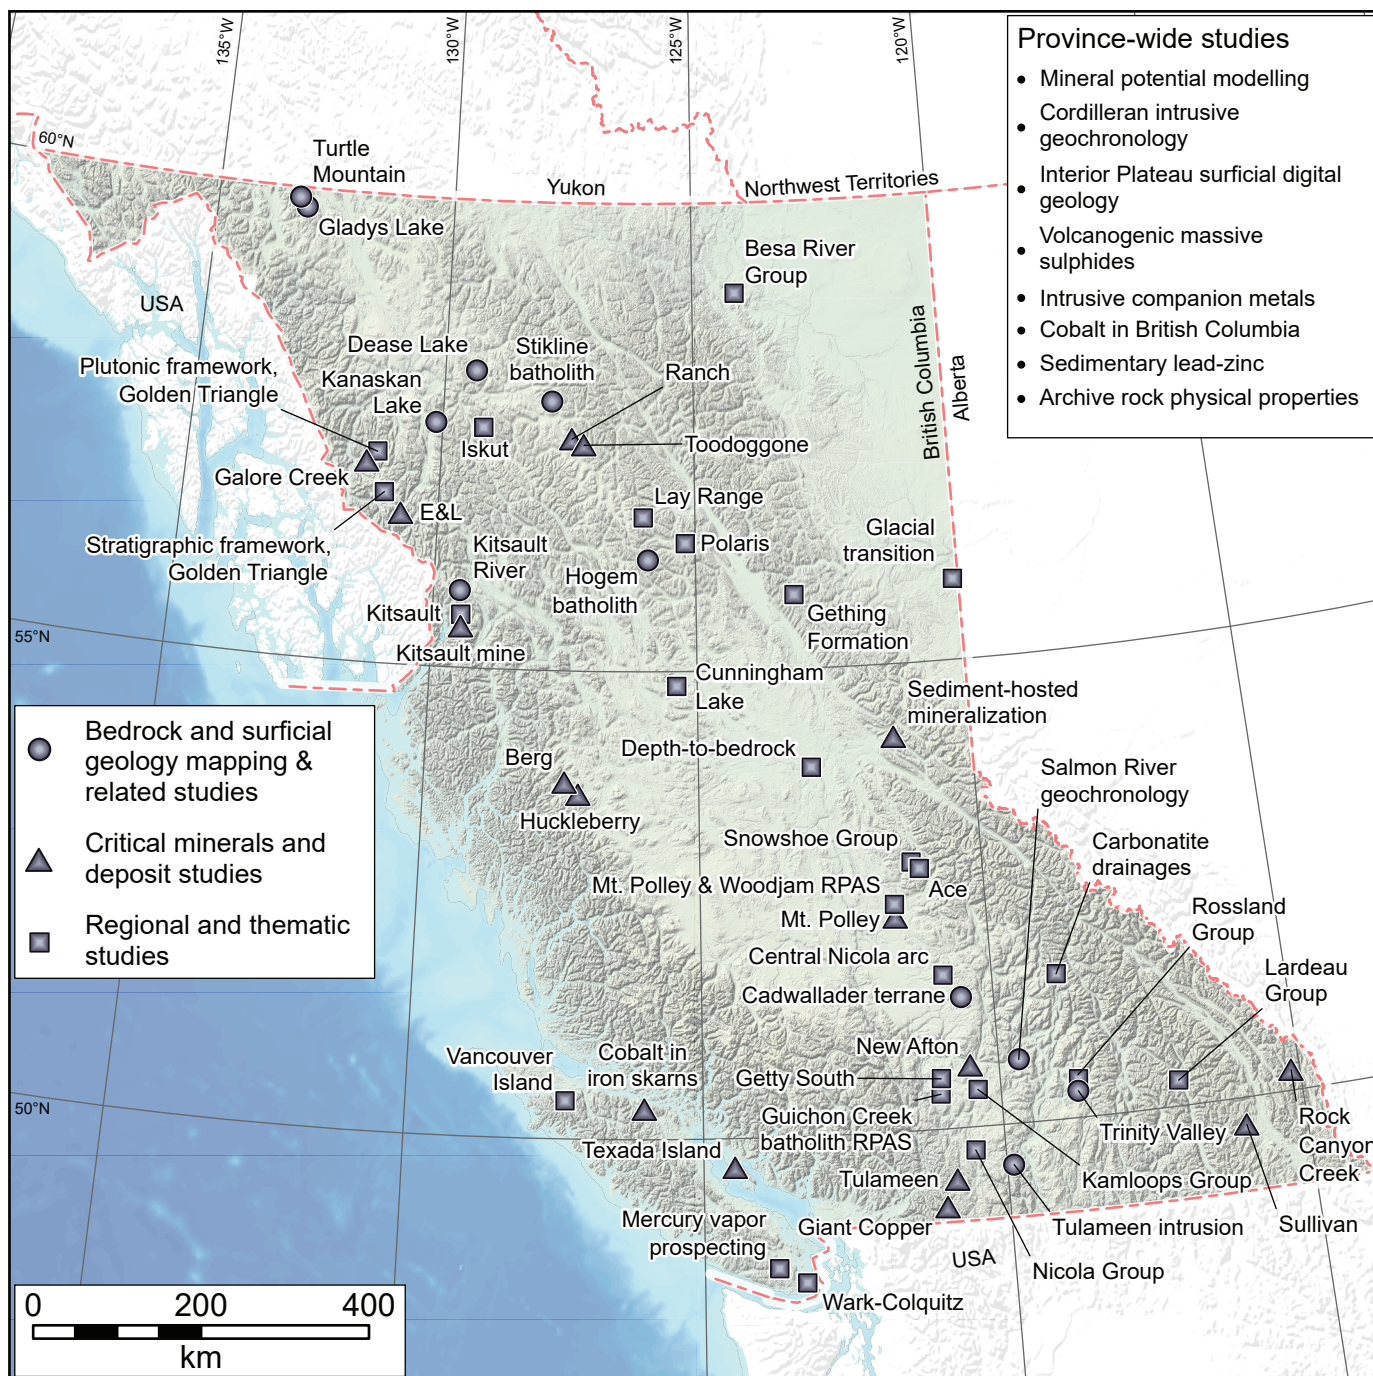 135°W
130°W
125°W
120°W
Province-wide studies
• Mineral potential modelling
• Cordilleran intrusive
geochronology
• Interior Plateau surficial digital
geology
• Volcanogenic massive
sulphides
• Intrusive companion metals
• Cobalt in British Columbia
• Sedimentary lead-zinc
• Archive rock physical properties
60°N
Turtle
Mountain
Yukon
Northwest Territories
Gladys Lake
Besa River
Group
USA
British Columbia
Alberta
Dease Lake
Stikline
batholith
Ranch
Plutonic framework,
Golden Triangle
Kanaskan
Lake
Iskut
Toodoggone
Galore Creek
E&L
Lay Range
Stratigraphic framework,
Golden Triangle
Kitsault
River
Polaris
Glacial
transition
Hogem
batholith
Kitsault
Gething
Formation
55°N
Kitsault mine
Cunningham
Lake
Sediment-hosted
mineralization
Bedrock and surficial
geology mapping &
related studies
Critical minerals and
deposit studies
Regional and thematic
studies
Berg
Depth-to-bedrock
Huckleberry
Salmon River
geochronology
Snowshoe Group
Carbonatite
drainages
Ace
Mt. Polley & Woodjam RPAS
Mt. Polley
Rossland
Group
Central Nicola arc
Lardeau
Group
Cadwallader terrane
New Afton
Vancouver
Island
Cobalt in
iron skarns
Getty South
50°N
Guichon Creek
batholith RPAS
Rock
Canyon
Creek
Trinity Valley
Texada Island
Tulameen
Kamloops Group
Mercury vapor
prospecting
Giant Copper
Tulameen intrusion
Sullivan
USA
Nicola Group
Wark-Colquitz
0 200 400
km